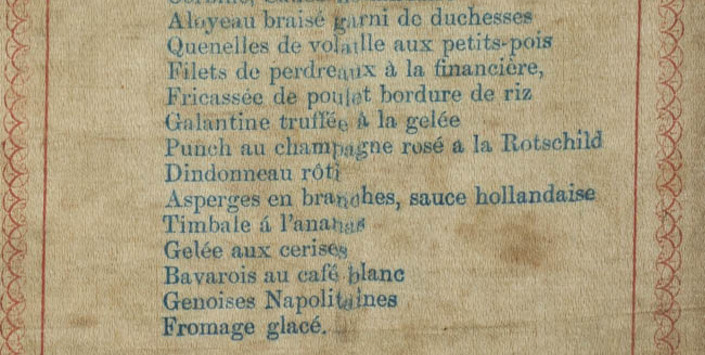 Aloyeau braisé garni de duchesses
Quenelles de volaille aux petits-pois
Filets de perdreaux à la financière,
Fricassée de poulet bordure de riz
Galantine truffée à la gelée
Punch au champagne rosé a la Rotschild
Dindonneau rôti
Asperges en branches, sauce hollandaise
Timbale á l'ananas
Gelée aux cerises
Bavarois au café blanc
Genoises Napolitaines
Fromage glacé.